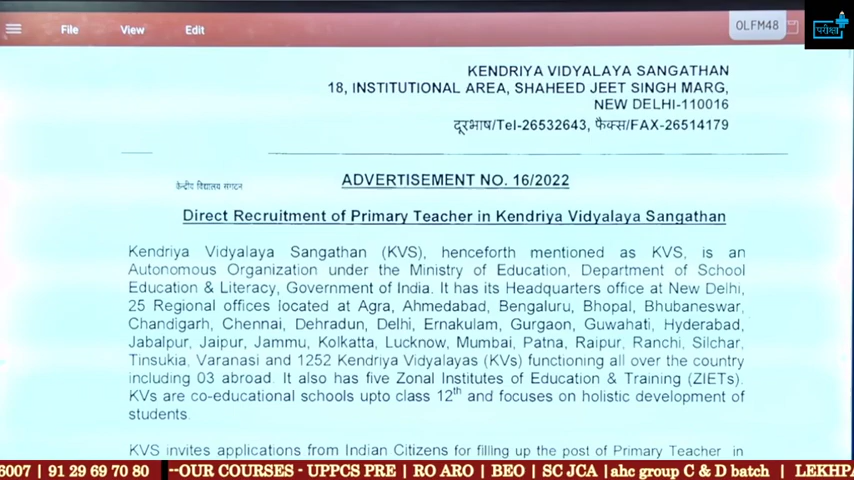 File View Edit
OLFM48
परीक्षा
KENDRIYA VIDYALAYA SANGATHAN
18, INSTITUTIONAL AREA, SHAHEED JEET SINGH MARG,
NEW DELHI-110016
दूरभाष/Tel-26532643, फैक्स/FAX-26514179
केन्द्रीय विद्यालय संगठन
ADVERTISEMENT NO. 16/2022
Direct Recruitment of Primary Teacher in Kendriya Vidyalaya Sangathan
Kendriya Vidyalaya Sangathan (KVS), henceforth mentioned as KVS, is an
Autonomous Organization under the Ministry of Education, Department of School
Education & Literacy, Government of India. It has its Headquarters office at New Delhi,
25 Regional offices located at Agra, Ahmedabad, Bengaluru, Bhopal, Bhubaneswar,
Chandigarh, Chennai, Dehradun, Delhi, Ernakulam, Gurgaon, Guwahati, Hyderabad,
Jabalpur, Jaipur, Jammu, Kolkatta, Lucknow, Mumbai, Patna, Raipur, Ranchi, Silchar,
Tinsukia, Varanasi and 1252 Kendriya Vidyalayas (KVs) functioning all over the country
including 03 abroad. It also has five Zonal Institutes of Education & Training (ZIETs).
KVs are co-educational schools upto class 12th and focuses on holistic development of
students.
KVS invites applications from Indian Citizens for filling up the post of Primary Teacher in
6007 | 91 29 69 70 80 --OUR COURSES - UPPCS PRE | RO ARO | BEO | SC JCA | ahc group C & D batch | LEKHPA